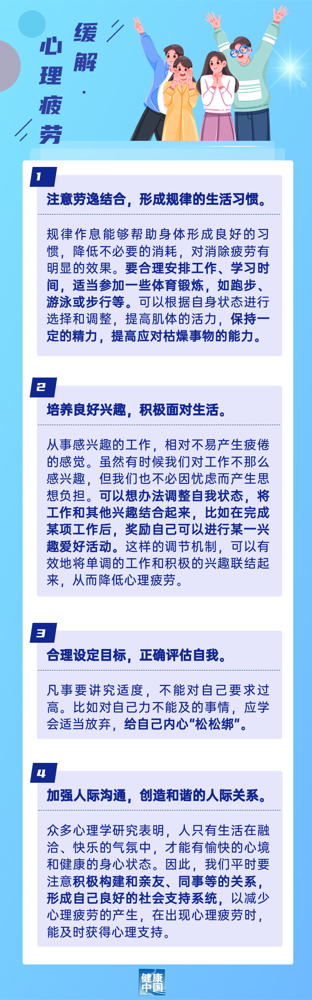 缓解·
心理疲劳
1
注意劳逸结合，形成规律的生活习惯。
规律作息能够帮助身体形成良好的习
惯，降低不必要的消耗，对消除疲劳有
明显的效果。要合理安排工作、学习时
间，适当参加一些体育锻炼，如跑步、
游泳或步行等。可以根据自身状态进行
选择和调整，提高肌体的活力，保持一
定的精力，提高应对枯燥事物的能力。
2
培养良好兴趣，积极面对生活。
从事感兴趣的工作，相对不易产生疲倦
的感觉。虽然有时候我们对工作不那么
感兴趣，但我们也不必因忧虑而产生思
想负担。可以想办法调整自我状态，将
工作和其他兴趣结合起来，比如在完成
某项工作后，奖励自己可以进行某一兴
趣爱好活动。这样的调节机制，可以有
效地将单调的工作和积极的兴趣联结起
来，从而降低心理疲劳。
3
合理设定目标，正确评估自我。
凡事要讲究适度，不能对自己要求过
高。比如对自己力不能及的事情，应学
会适当放弃，给自己内心“松松绑”。
4
加强人际沟通，创造和谐的人际关系。
众多心理学研究表明，人只有生活在融
洽、快乐的气氛中，才能有愉快的心境
和健康的身心状态。因此，我们平时要
注意积极构建和亲友、同事等的关系，
形成自己良好的社会支持系统，以减少
心理疲劳的产生，在出现心理疲劳时，
能及时获得心理支持。
健康
中国